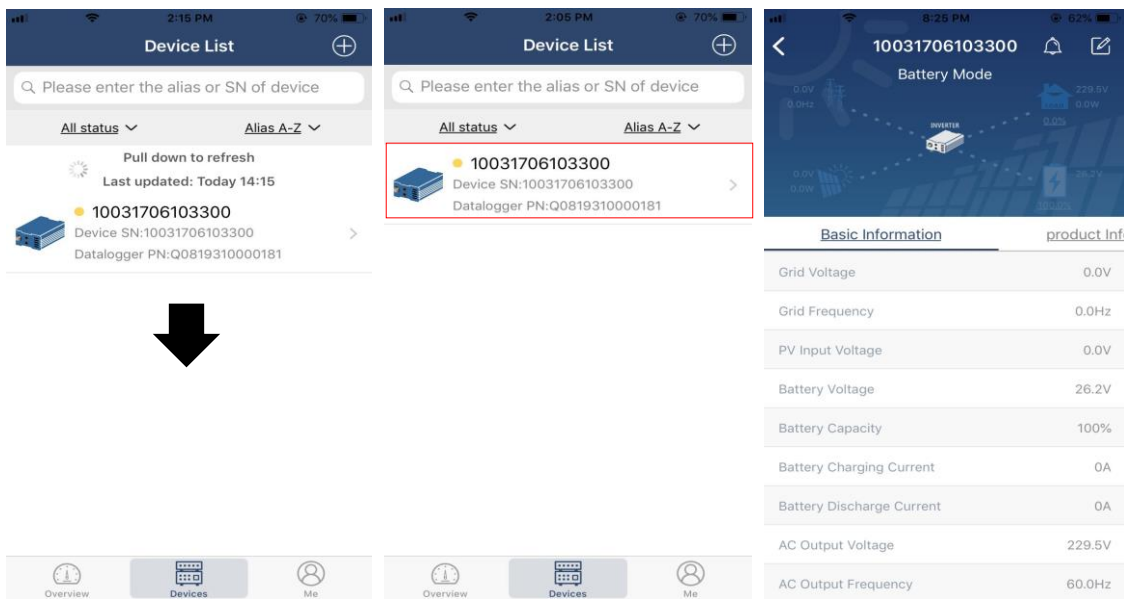 2:15 PM
70%
Device List
Please enter the alias or SN of device
All status
Alias A-Z
Pull down to refresh
Last updated: Today 14:15
10031706103300
Device SN:10031706103300
Datalogger PN:Q0819310000181
Overview
Devices
Me
2:05 PM
70%
Device List
Please enter the alias or SN of device
All status
Alias A-Z
10031706103300
Device SN:10031706103300
Datalogger PN:Q0819310000181
Overview
Devices
Me
8:25 PM
62%
10031706103300
Battery Mode
0.0V
0.0Hz
229.5V
0.0W
0.0%
INVERTER
0.0V
0.0W
26.2V
100.0%
Basic Information
product Inf
Grid Voltage 0.0V
Grid Frequency 0.0Hz
PV Input Voltage 0.0V
Battery Voltage 26.2V
Battery Capacity 100%
Battery Charging Current 0A
Battery Discharge Current 0A
AC Output Voltage 229.5V
AC Output Frequency 60.0Hz